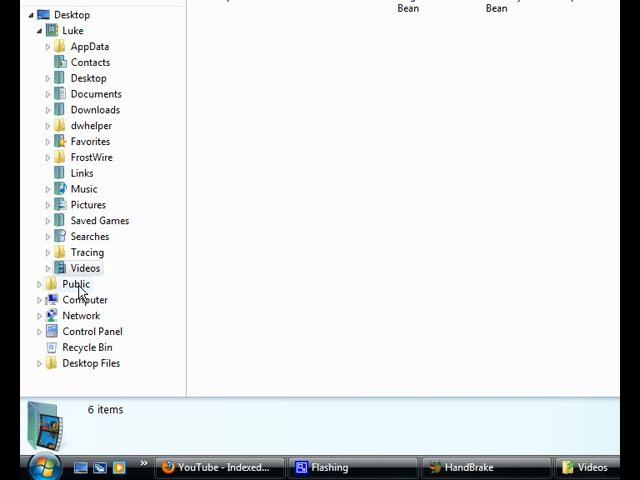 Desktop
Luke
AppData
Contacts
Desktop
Documents
Downloads
dwhelper
Favorites
FrostWire
Links
Music
Pictures
Saved Games
Searches
Tracing
Videos
Public
Computer
Network
Control Panel
Recycle Bin
Desktop Files
Bean
Bean
6 items
»
YouTube - Indexed...
Flashing
HandBrake
Videos